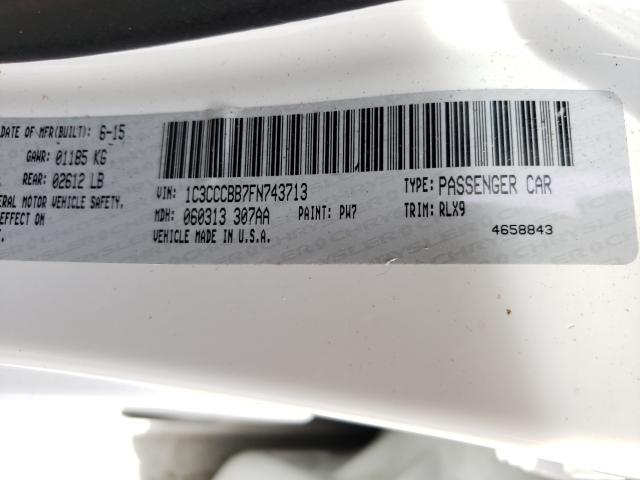 DATE OF MFR(BUILT): 6-15
GAWR: 01185 KG
REAR: 02612 LB
MOTOR VEHICLE SAFETY.
EFFECT ON
VIN: 1C3CCCBB7FN743713
TYPE: PASSENGER CAR
MDH: 060313 307AA PAINT: PW7
TRIM: RLX9
VEHICLE MADE IN U.S.A.
4658843
CHRYSLER